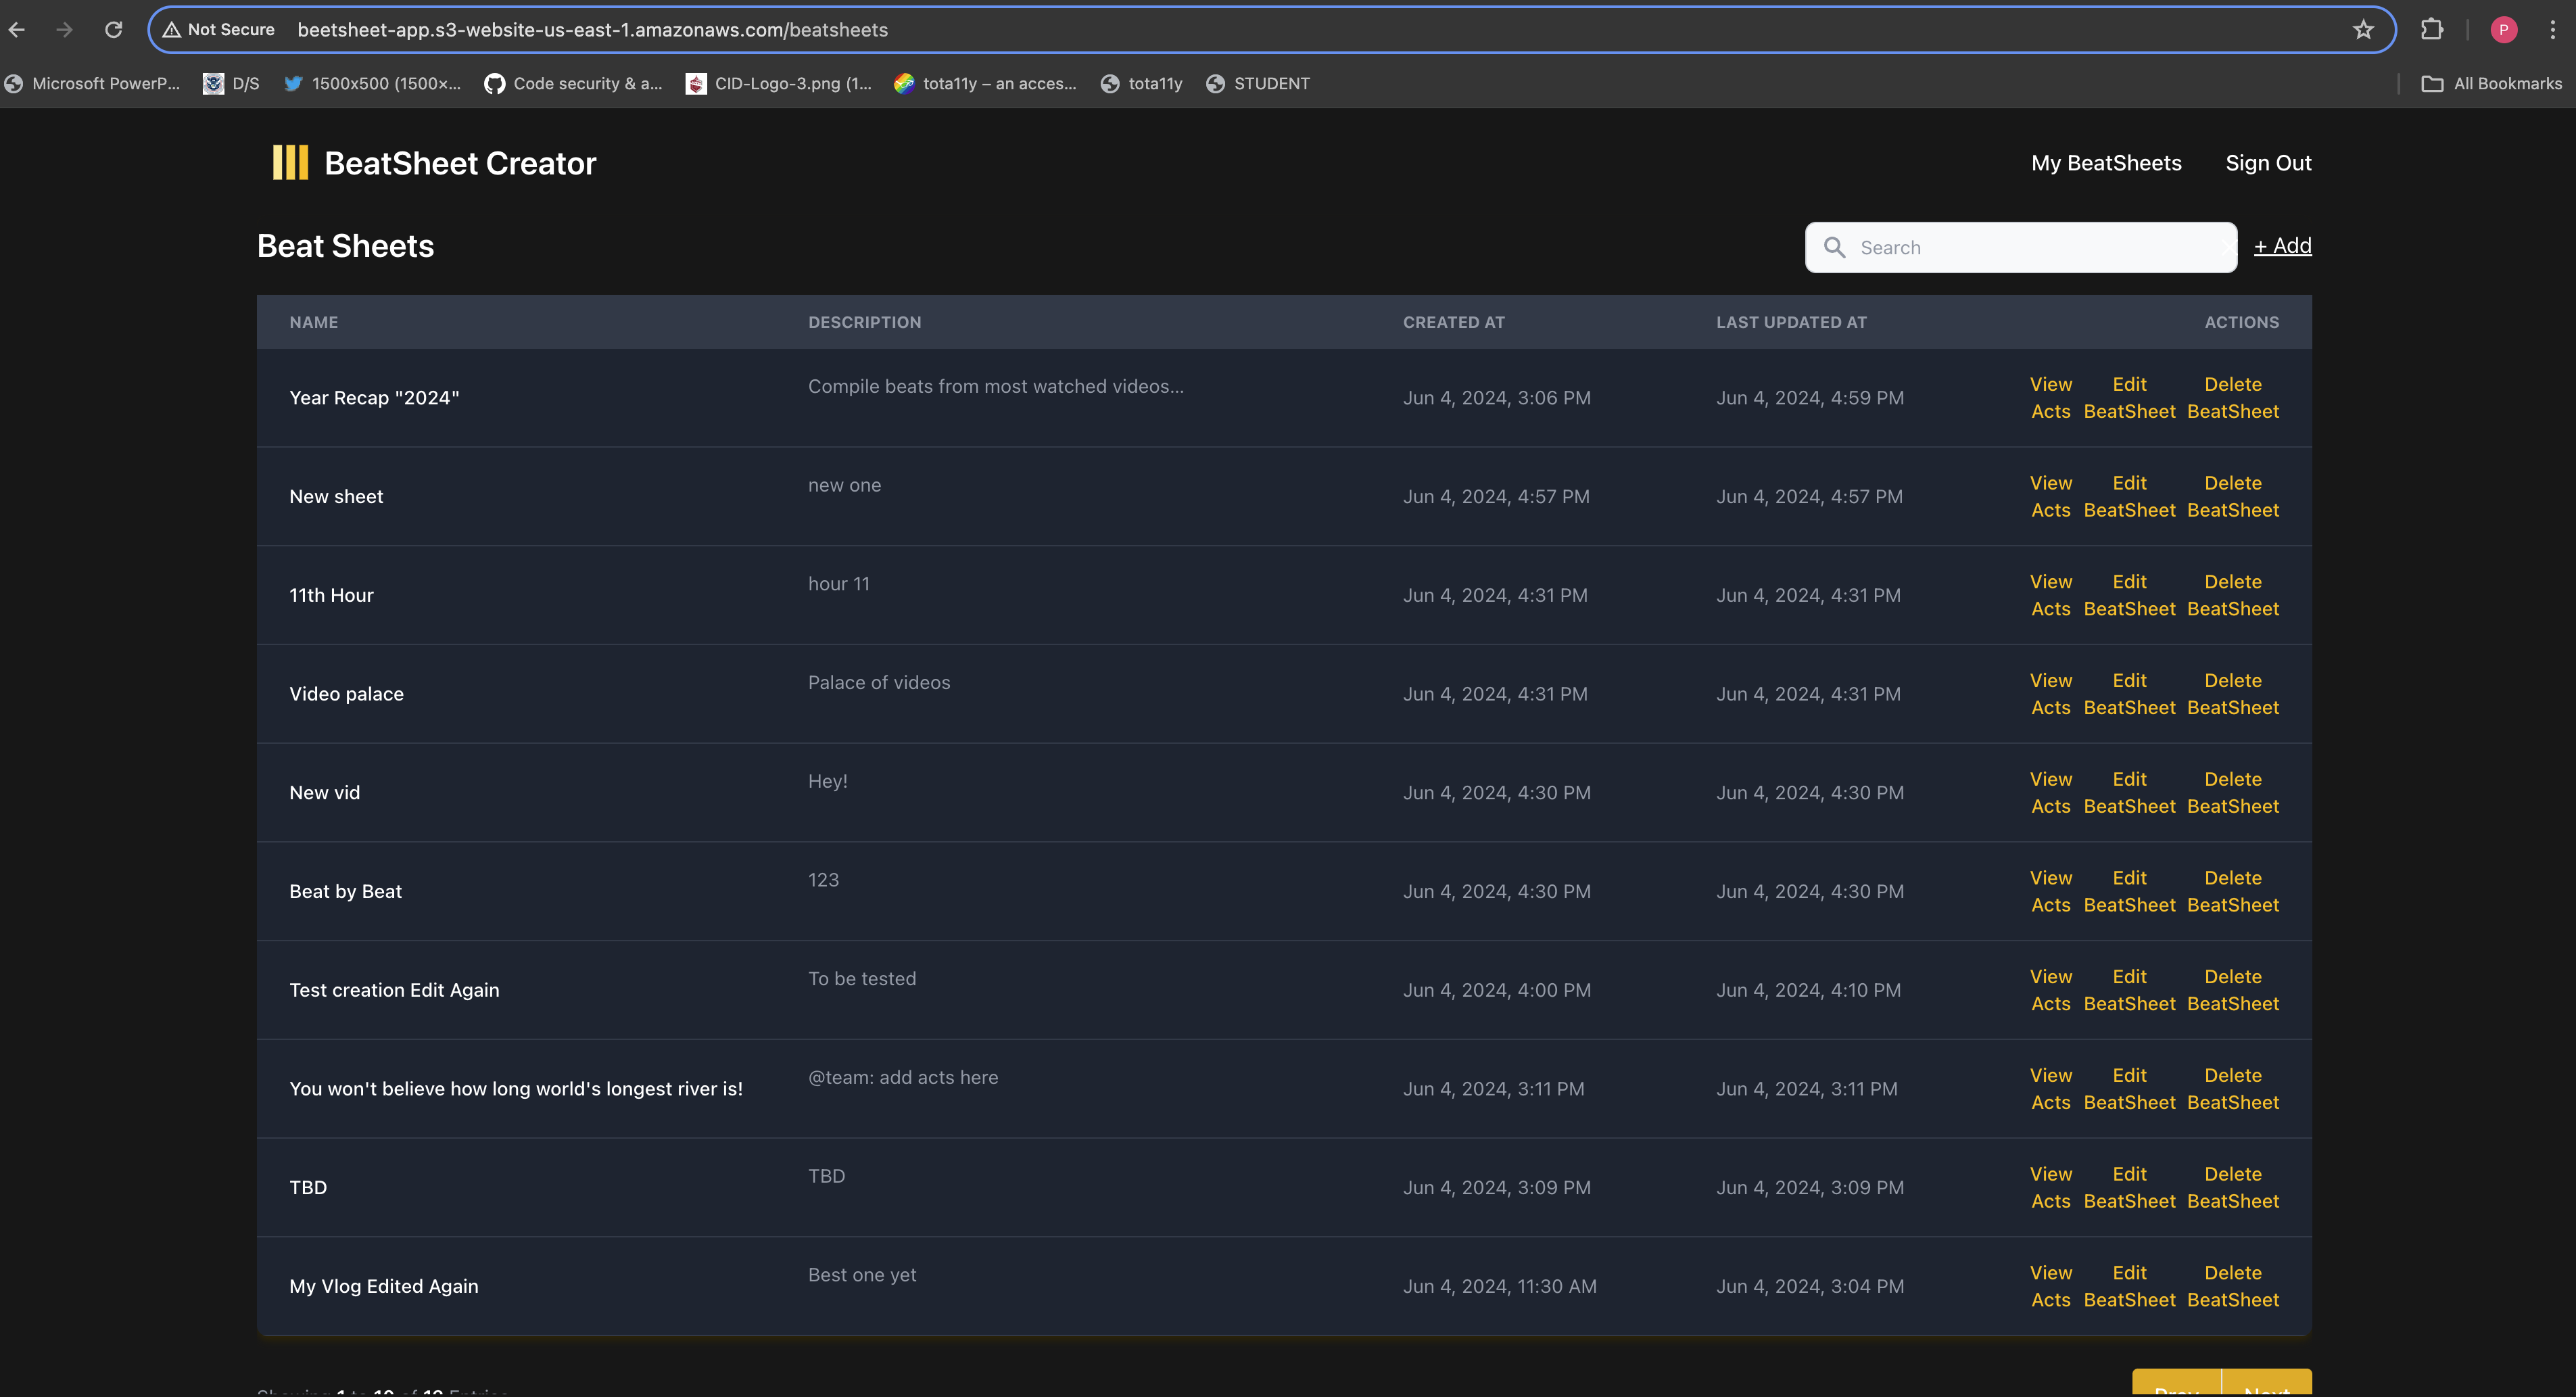 Not Secure beetsheet-app.s3-website-us-east-1.amazonaws.com/beatsheets
P
Microsoft PowerP... D/S 1500x500 (1500×... Code security & a... CID-Logo-3.png (1... tota11y – an acces... tota11y STUDENT All Bookmarks
BeatSheet Creator My BeatSheets Sign Out
Beat Sheets Search + Add
NAME DESCRIPTION CREATED AT LAST UPDATED AT ACTIONS
Year Recap "2024" Compile beats from most watched videos... Jun 4, 2024, 3:06 PM Jun 4, 2024, 4:59 PM View Acts Edit BeatSheet Delete BeatSheet
New sheet new one Jun 4, 2024, 4:57 PM Jun 4, 2024, 4:57 PM View Acts Edit BeatSheet Delete BeatSheet
11th Hour hour 11 Jun 4, 2024, 4:31 PM Jun 4, 2024, 4:31 PM View Acts Edit BeatSheet Delete BeatSheet
Video palace Palace of videos Jun 4, 2024, 4:31 PM Jun 4, 2024, 4:31 PM View Acts Edit BeatSheet Delete BeatSheet
New vid Hey! Jun 4, 2024, 4:30 PM Jun 4, 2024, 4:30 PM View Acts Edit BeatSheet Delete BeatSheet
Beat by Beat 123 Jun 4, 2024, 4:30 PM Jun 4, 2024, 4:30 PM View Acts Edit BeatSheet Delete BeatSheet
Test creation Edit Again To be tested Jun 4, 2024, 4:00 PM Jun 4, 2024, 4:10 PM View Acts Edit BeatSheet Delete BeatSheet
You won't believe how long world's longest river is! @team: add acts here Jun 4, 2024, 3:11 PM Jun 4, 2024, 3:11 PM View Acts Edit BeatSheet Delete BeatSheet
TBD TBD Jun 4, 2024, 3:09 PM Jun 4, 2024, 3:09 PM View Acts Edit BeatSheet Delete BeatSheet
My Vlog Edited Again Best one yet Jun 4, 2024, 11:30 AM Jun 4, 2024, 3:04 PM View Acts Edit BeatSheet Delete BeatSheet
Prev Next